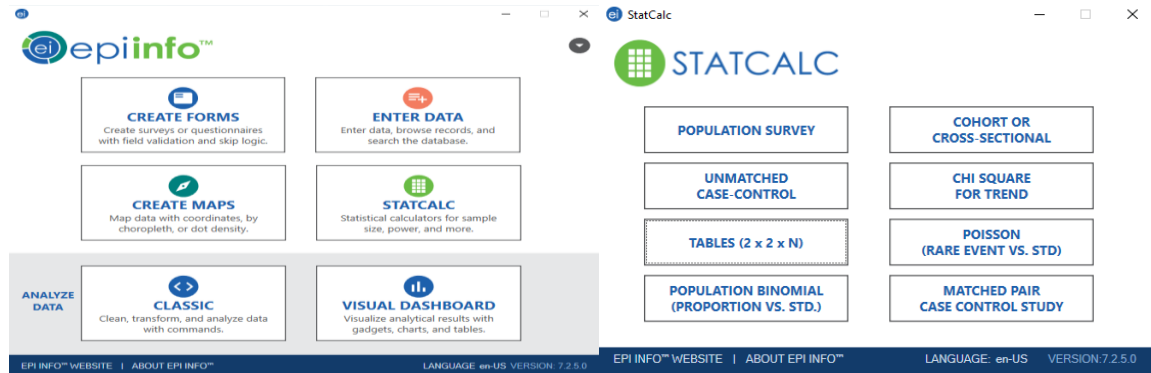 ei
ei epiinfo™
CREATE FORMS
Create surveys or questionnaires
with field validation and skip logic.
ENTER DATA
Enter data, browse records, and
search the database.
CREATE MAPS
Map data with coordinates, by
choropleth, or dot density.
STATCALC
Statistical calculators for sample
size, power, and more.
ANALYZE
DATA
CLASSIC
Clean, transform, and analyze data
with commands.
VISUAL DASHBOARD
Visualize analytical results with
gadgets, charts, and tables.
EPI INFO™ WEBSITE | ABOUT EPI INFO™ LANGUAGE: en-US VERSION: 7.2.5.0
ei StatCalc
STATCALC
POPULATION SURVEY
COHORT OR
CROSS-SECTIONAL
UNMATCHED
CASE-CONTROL
CHI SQUARE
FOR TREND
TABLES (2 x 2 x N)
POISSON
(RARE EVENT VS. STD)
POPULATION BINOMIAL
(PROPORTION VS. STD.)
MATCHED PAIR
CASE CONTROL STUDY
EPI INFO™ WEBSITE | ABOUT EPI INFO™ LANGUAGE: en-US VERSION:7.2.5.0